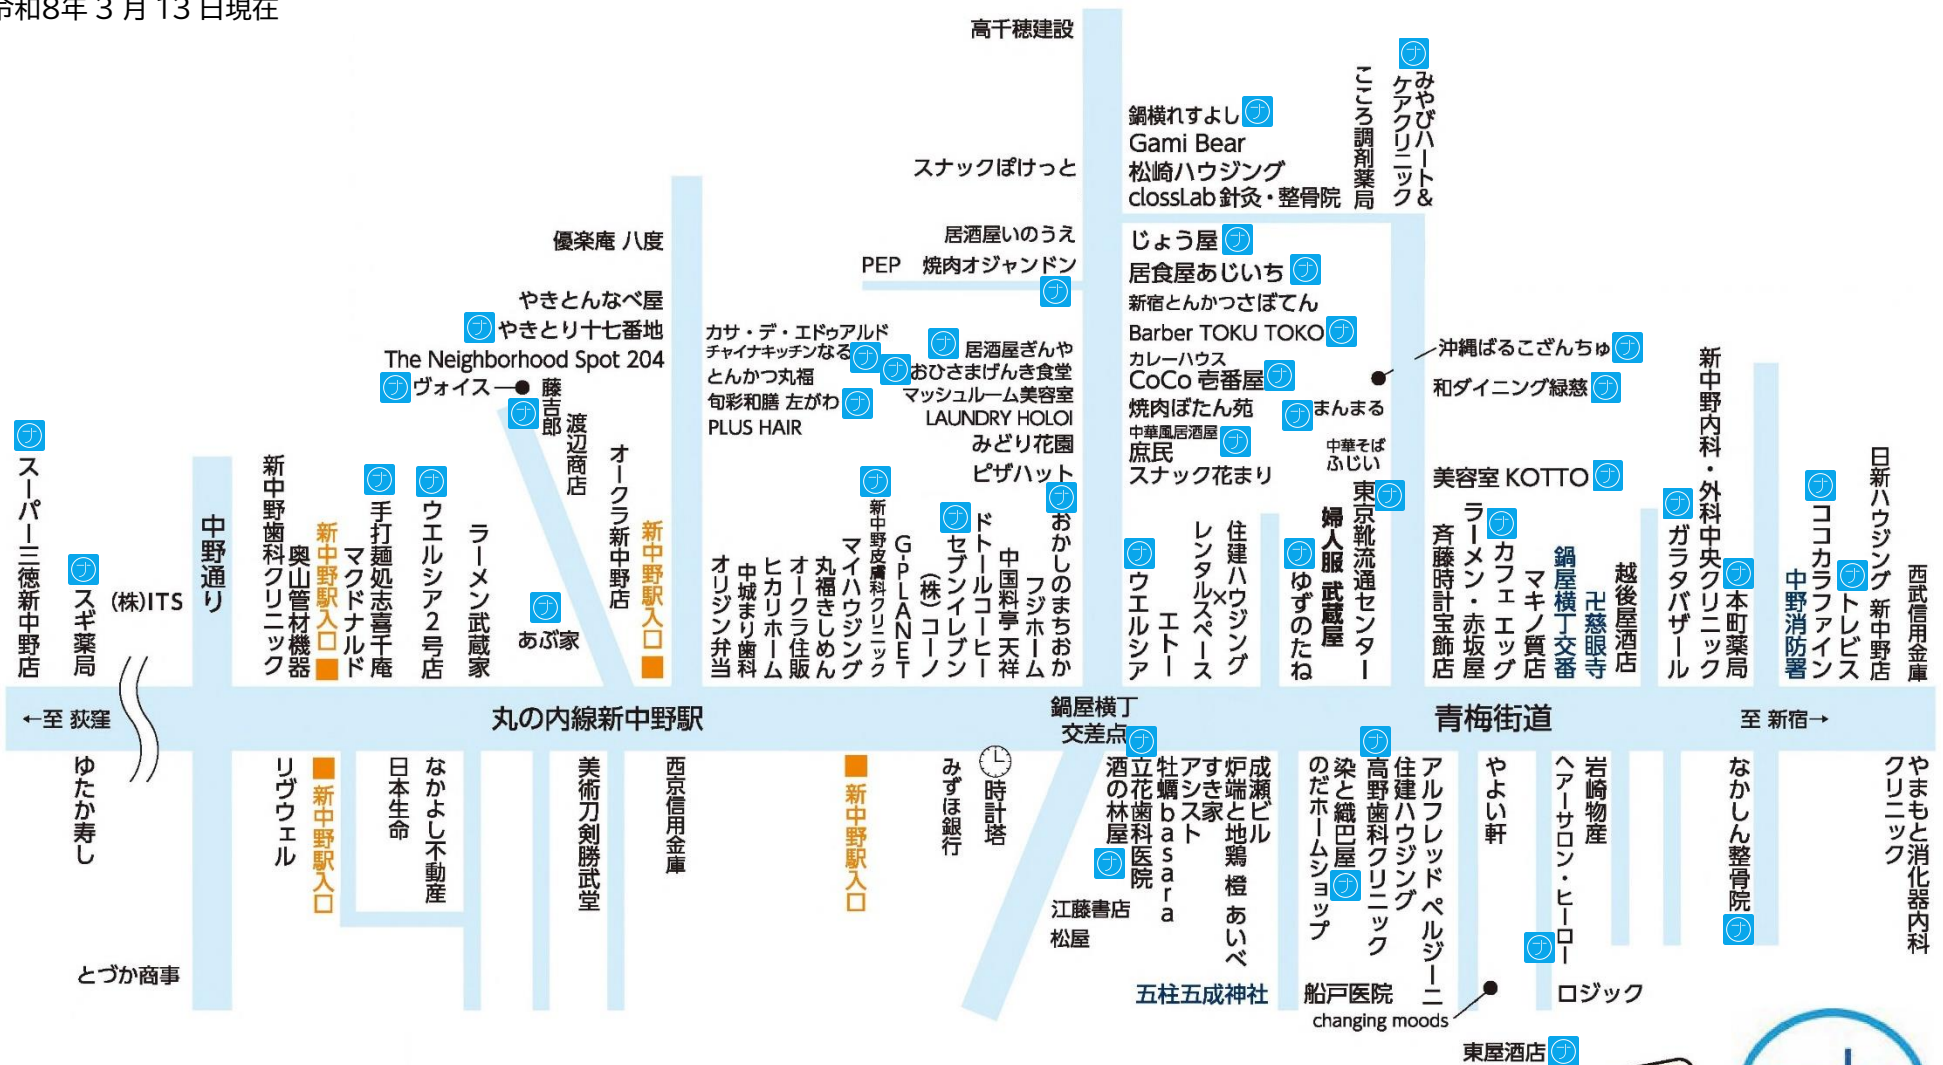 令和8年3月13日現在
高千穂建設
スナックぽけっと
居酒屋いのうえ
PEP 焼肉オジャンドン
鍋横れすよし
Gami Bear
松崎ハウジング
clossLab 針灸・整骨院
こころ調剤薬局
みやびハート&
ケアクリニック
じょう屋
居食屋あじいち
新宿とんかつさぼてん
Barber TOKU TOKO
カレーハウス
CoCo 壱番屋
焼肉ぼたん苑
中華風居酒屋
庶民
スナック花まり
まんまる
中華そば
ふじい
沖縄ばるこざんちゅ
和ダイニング緑慈
美容室 KOTTO
優楽庵 八度
やきとんなべ屋
やきとり十七番地
The Neighborhood Spot 204
ヴォイス
藤吉郎
渡辺商店
オークラ新中野店
カサ・デ・エドゥアルド
チャイナキッチンなる
とんかつ丸福
旬彩和膳 左がわ
PLUS HAIR
居酒屋ぎんや
おひさまげんき食堂
マッシュルーム美容室
LAUNDRY HOLOI
みどり花園
ピザハット
スーパー三徳新中野店
スギ薬局
(株)ITS
中野通り
新中野歯科クリニック
奥山管材機器
新中野駅入口
マクドナルド
手打麺処志喜千庵
ウエルシア2号店
ラーメン武蔵家
あぶ家
新中野駅入口
オリジン弁当
中城まり歯科
ヒカリホーム
オークラ住販
丸福きしめん
マイハウジング
新中野皮膚科クリニック
G-PLANET
(株)コーノ
セブンイレブン
ドトールコーヒー
中国料亭 天祥
フジホーム
おかしのまちおか
ウエルシア
エトー
レンタルスペース
×
住建ハウジング
ゆずのたね
婦人服 武蔵屋
東京靴流通センター
斉藤時計宝飾店
ラーメン・赤坂屋
カフェ エッグ
マキノ質店
鍋屋横丁交番
卍慈眼寺
越後屋酒店
ガラタバザール
新中野内科・外科中央クリニック
本町薬局
中野消防署
ココカラファイン
トレビス
日新ハウジング 新中野店
西武信用金庫
←至 荻窪
丸の内線新中野駅
鍋屋横丁
交差点
青梅街道
至 新宿→
ゆたか寿し
とづか商事
リヴウェル
新中野駅入口
日本生命
なかよし不動産
美術刀剣勝武堂
西京信用金庫
新中野駅入口
みずほ銀行
時計塔
酒の林屋
立花歯科医院
牡蠣basara
アシスト
すき家
炉端と地鶏 橙 あいべ
成瀬ビル
江藤書店
松屋
五柱五成神社
のだホームショップ
染と織巴屋
高野歯科クリニック
住建ハウジング
アルフレッド ペルジーニ
船戸医院
changing moods
やよい軒
ヘアーサロン・ヒーロー
岩崎物産
ロジック
東屋酒店
なかしん整骨院
やまもと消化器内科
クリニック